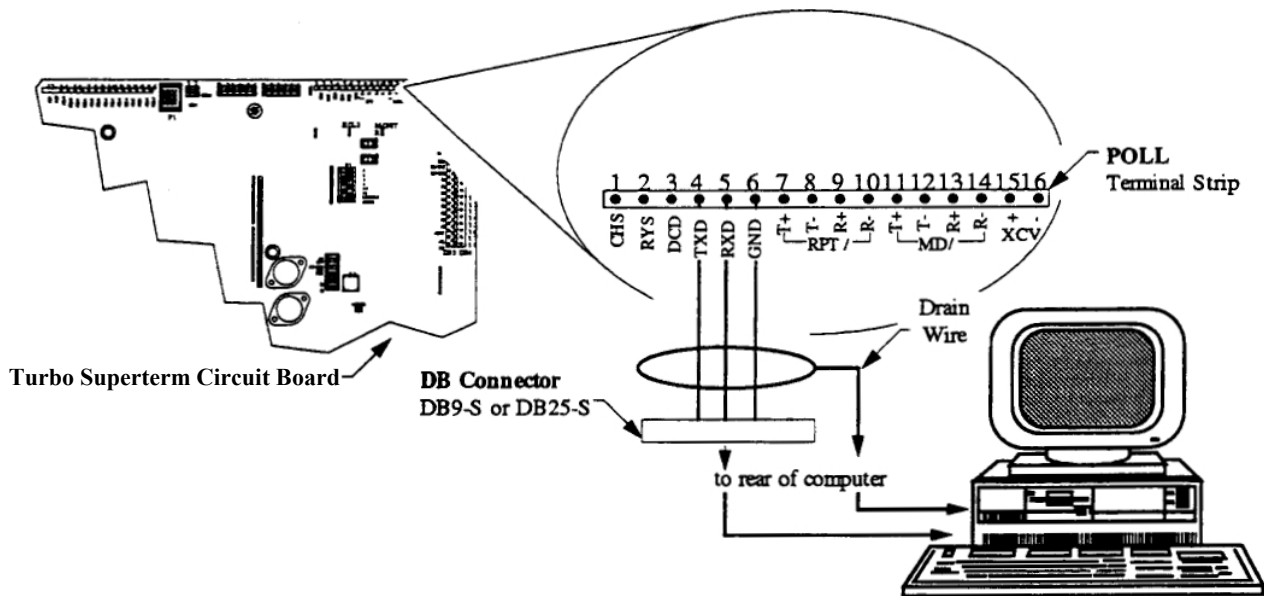 POLL
Terminal Strip
1 2 3 4 5 6 7 8 9 10 11 12 13 14 15 16
CHS RYS DCD TXD RXD GND T+ T- R+ R- T+ T- R+ R- + -
RPT / MD/ XCV
Drain
Wire
Turbo Superterm Circuit Board
DB Connector
DB9-S or DB25-S
to rear of computer